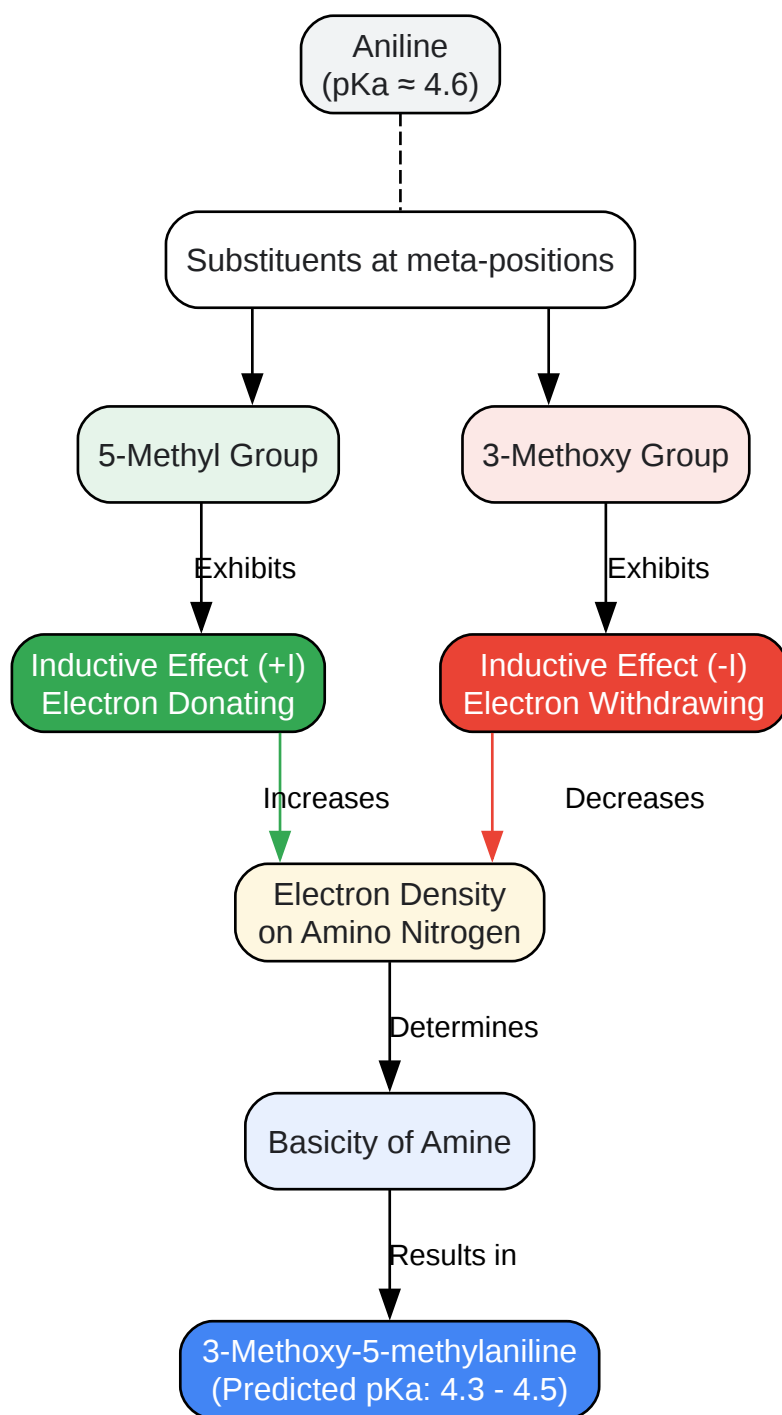 Aniline
(pKa ≈ 4.6)
Substituents at meta-positions
5-Methyl Group
3-Methoxy Group
Exhibits
Exhibits
Inductive Effect (+I)
Electron Donating
Inductive Effect (-I)
Electron Withdrawing
Increases
Decreases
Electron Density
on Amino Nitrogen
Determines
Basicity of Amine
Results in
3-Methoxy-5-methylaniline
(Predicted pKa: 4.3 - 4.5)